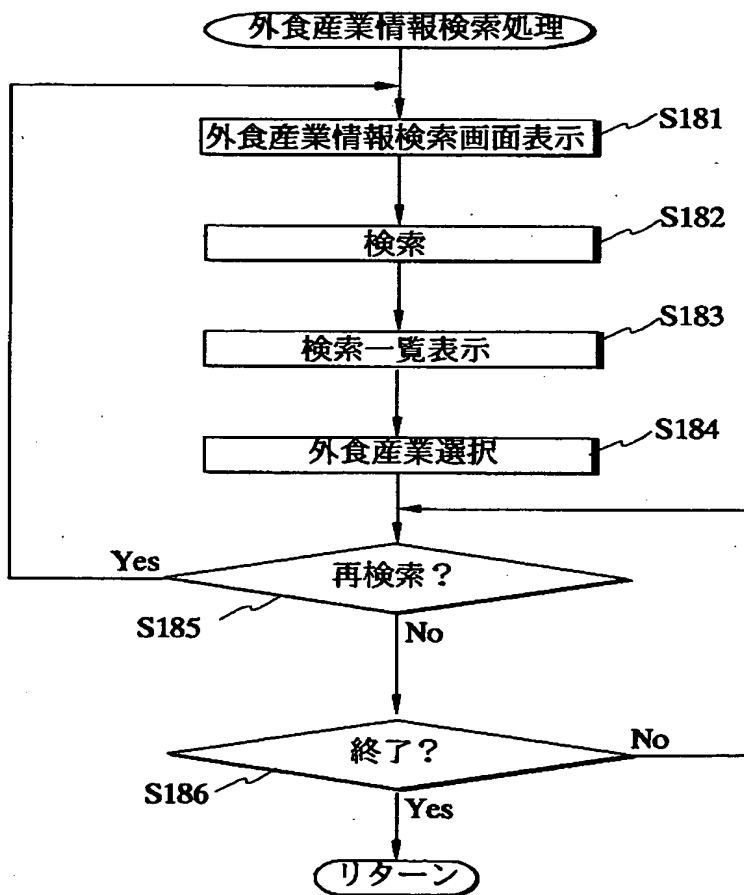 外食産業情報検索処理
外食産業情報検索画面表示
S181
検索
S182
検索一覧表示
S183
外食産業選択
S184
Yes
再検索?
S185
No
終了?
No
S186
Yes
リターン